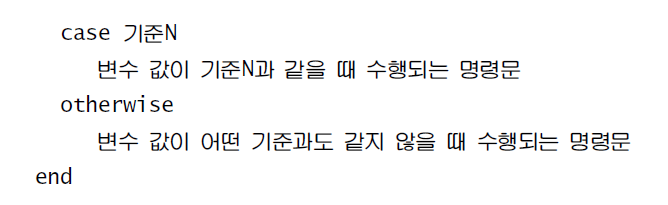 case 기준N
변수 값이 기준N과 같을 때 수행되는 명령문
otherwise
변수 값이 어떤 기준과도 같지 않을 때 수행되는 명령문
end